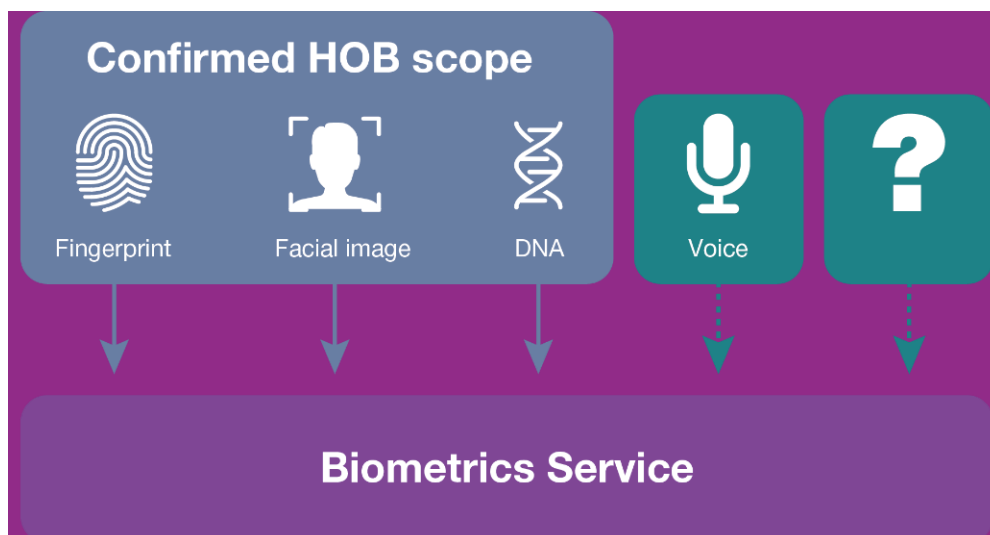 Confirmed HOB scope
Fingerprint
Facial image
DNA
Voice
?
Biometrics Service